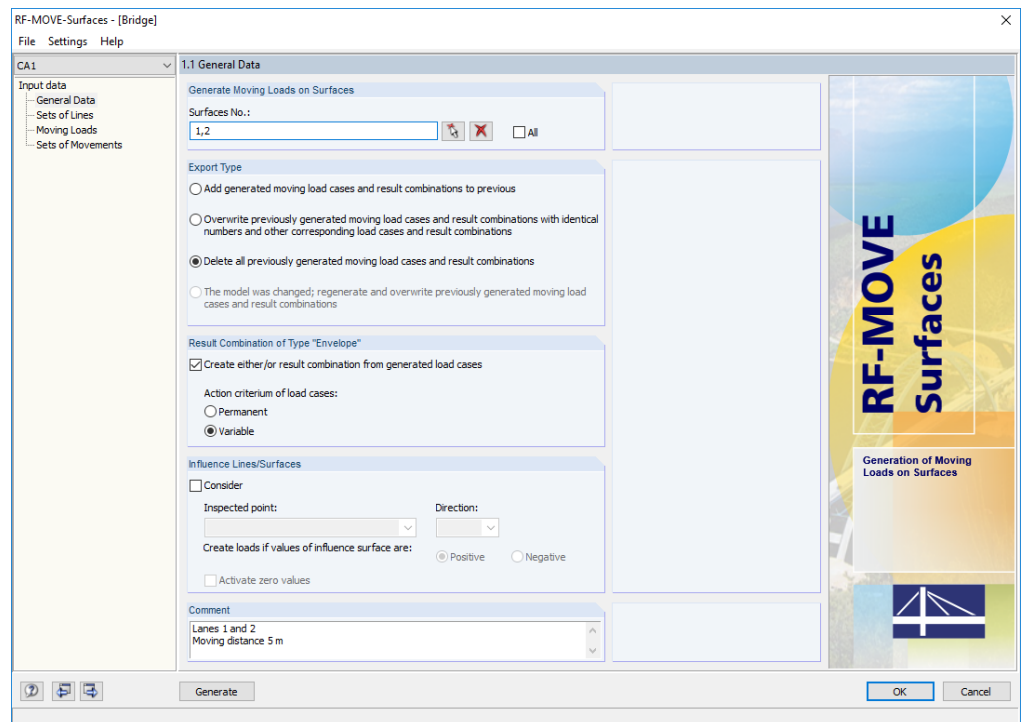 RF-MOVE-Surfaces - [Bridge]
File Settings Help
CA1
1.1 General Data
Input data
General Data
Sets of Lines
Moving Loads
Sets of Movements
Generate Moving Loads on Surfaces
Surfaces No.:
1,2
All
Export Type
Add generated moving load cases and result combinations to previous
Overwrite previously generated moving load cases and result combinations with identical
numbers and other corresponding load cases and result combinations
Delete all previously generated moving load cases and result combinations
The model was changed; regenerate and overwrite previously generated moving load
cases and result combinations
Result Combination of Type "Envelope"
Create either/or result combination from generated load cases
Action criterium of load cases:
Permanent
Variable
Influence Lines/Surfaces
Consider
Inspected point:
Direction:
Create loads if values of influence surface are:
Positive
Negative
Activate zero values
Comment
Lanes 1 and 2
Moving distance 5 m
RF-MOVE
Surfaces
Generation of Moving
Loads on Surfaces
Generate
OK
Cancel